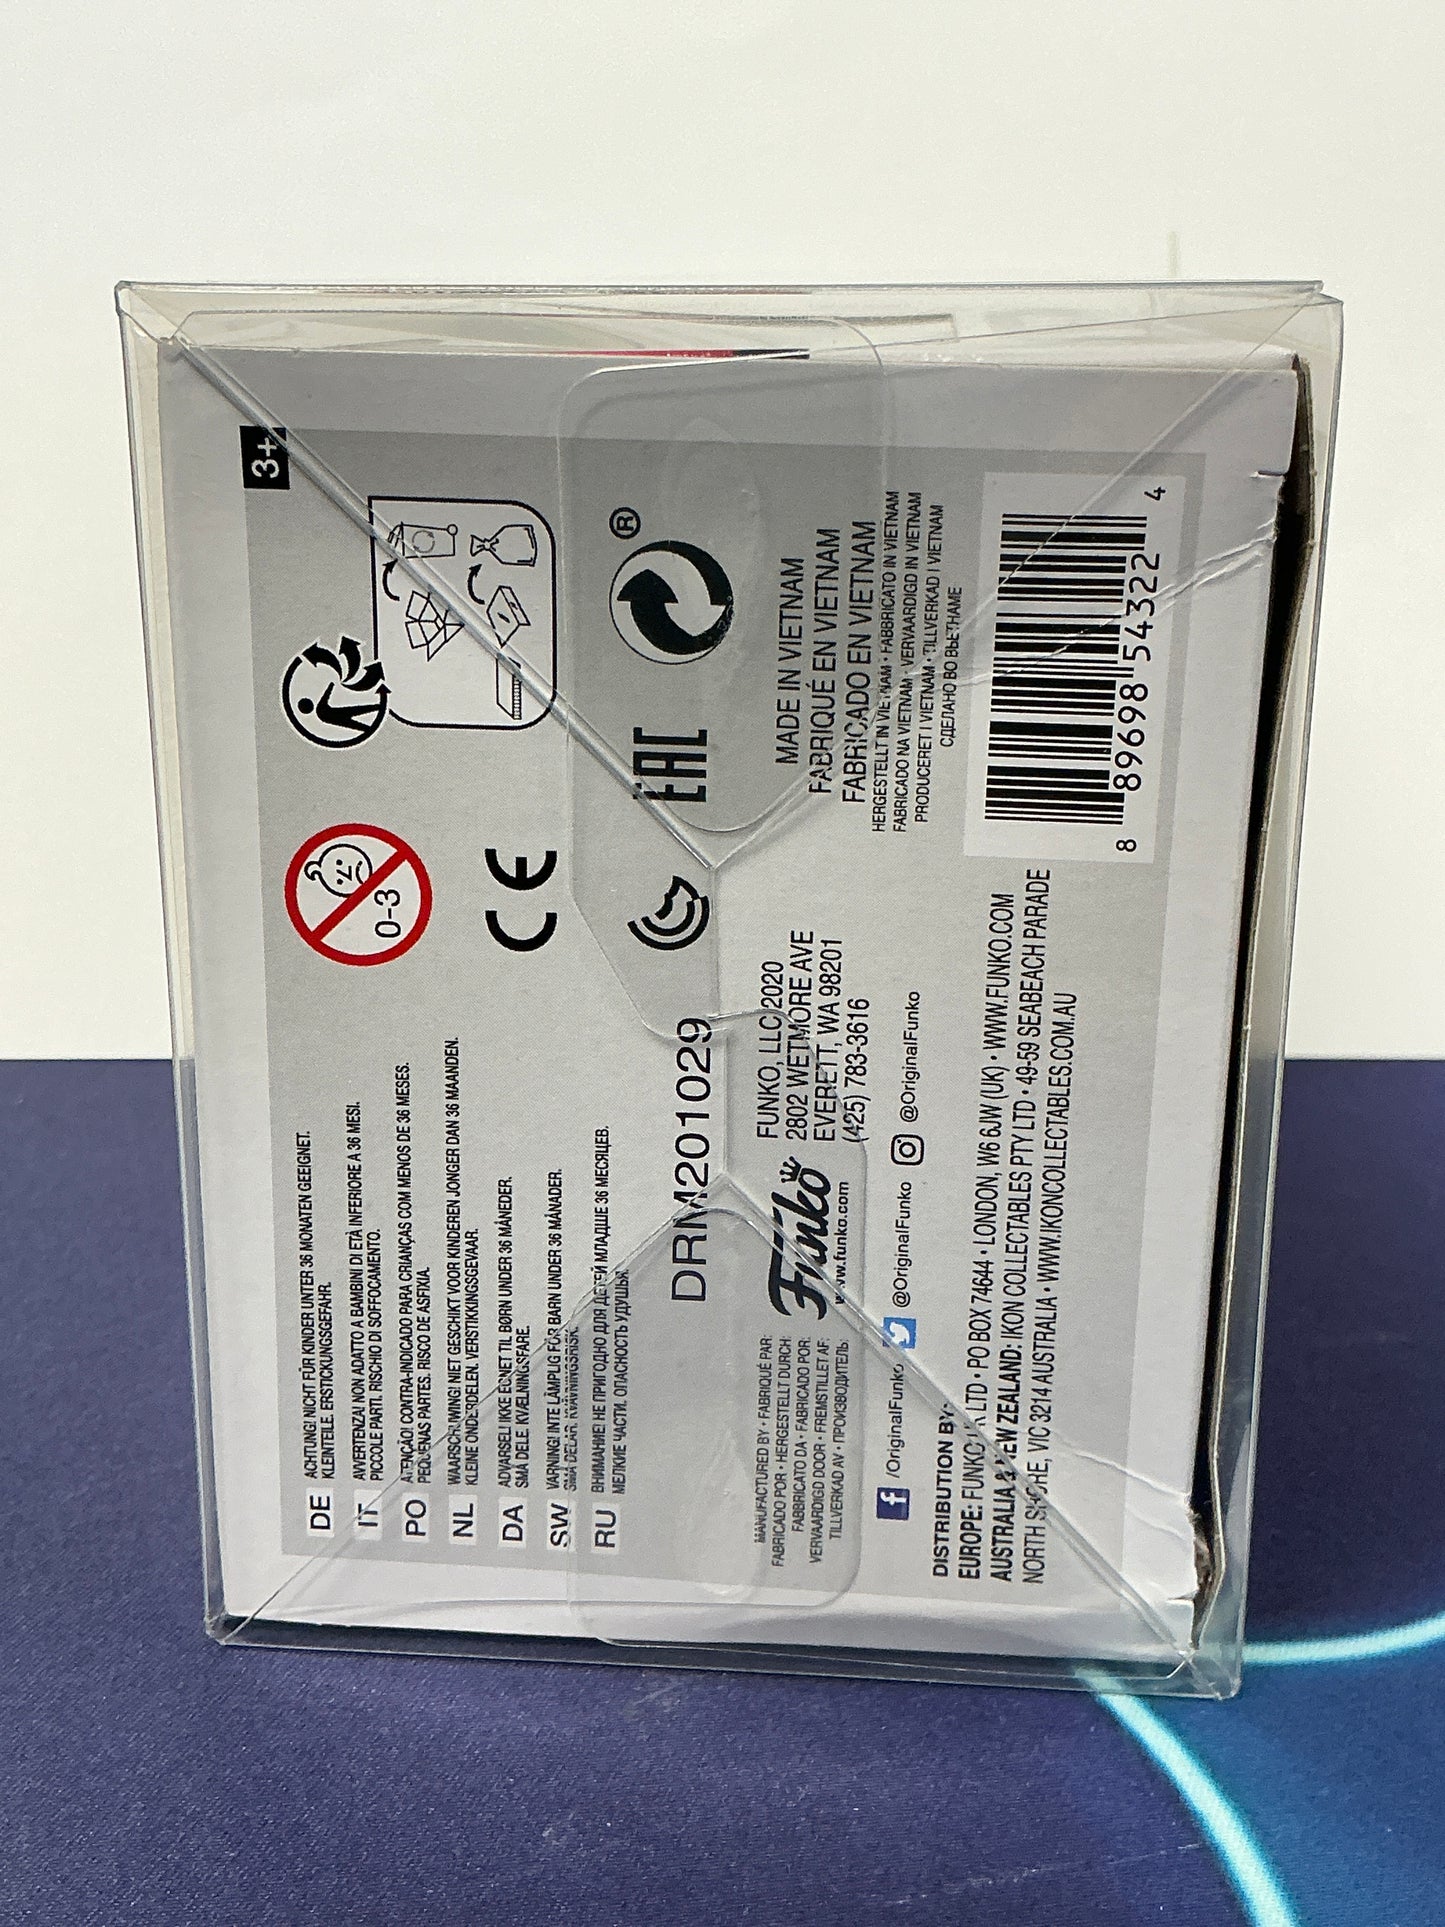 3+
0-3
DE
ACHTUNG! NICHT FÜR KINDER UNTER 36 MONATEN GEEIGNET.
KLEINTEILE. ERSTICKUNGSGEFAHR.
IT
AVVERTENZA! NON ADATTO A BAMBINI DI ETÀ INFERIORE A 36 MESI.
PICCOLE PARTI. RISCHIO DI SOFFOCAMENTO.
PO
ATENÇÃO! CONTRA-INDICADO PARA CRIANÇAS COM MENOS DE 36 MESES.
PEQUENAS PARTES. RISCO DE ASFIXIA.
NL
WAARSCHUWING! NIET GESCHIKT VOOR KINDEREN JONGER DAN 36 MAANDEN.
KLEINE ONDERDELEN. VERSTIKKINGSGEVAAR.
DA
ADVARSEL! IKKE EGNET TIL BØRN UNDER 36 MÅNEDER.
SMÅ DELE. KVÆLNINGSFARE.
SW
VARNING! INTE LÄMPLIG FÖR BARN UNDER 36 MÅNADER.
SMÅ DELAR. KVÄVNINGSRISK.
RU
ВНИМАНИЕ! НЕ ПРИГОДНО ДЛЯ ДЕТЕЙ МЛАДШЕ 36 МЕСЯЦЕВ.
МЕЛКИЕ ЧАСТИ. ОПАСНОСТЬ УДУШЬЯ.
CE
EAC
®
DRM201029
MANUFACTURED BY • FABRIQUÉ PAR:
FABRICADO POR • HERGESTELLT DURCH:
FABBRICATO DA • FABRICADO POR:
VERVAARDIGD DOOR • FREMSTILLET AF:
TILLVERKAD AV • ПРОИЗВОДИТЕЛЬ:
Funko
www.funko.com
FUNKO, LLC 2020
2802 WETMORE AVE
EVERETT, WA 98201
(425) 783-3616
MADE IN VIETNAM
FABRIQUÉ EN VIETNAM
FABRICADO EN VIETNAM
HERGESTELLT IN VIETNAM • FABBRICATO IN VIETNAM
FABRICADO NA VIETNAM • VERVAARDIGD IN VIETNAM
PRODUCERET I VIETNAM • TILLVERKAD I VIETNAM
СДЕЛАНО ВО ВЬЕТНАМЕ
/OriginalFunko @OriginalFunko @OriginalFunko
DISTRIBUTION BY:
EUROPE: FUNKO UK LTD • PO BOX 74644 • LONDON, W6 6JW (UK) • WWW.FUNKO.COM
AUSTRALIA & NEW ZEALAND: IKON COLLECTABLES PTY LTD • 49-59 SEABEACH PARADE
NORTH SHORE, VIC 3214 AUSTRALIA • WWW.IKONCOLLECTABLES.COM.AU
8 89698 54322 4